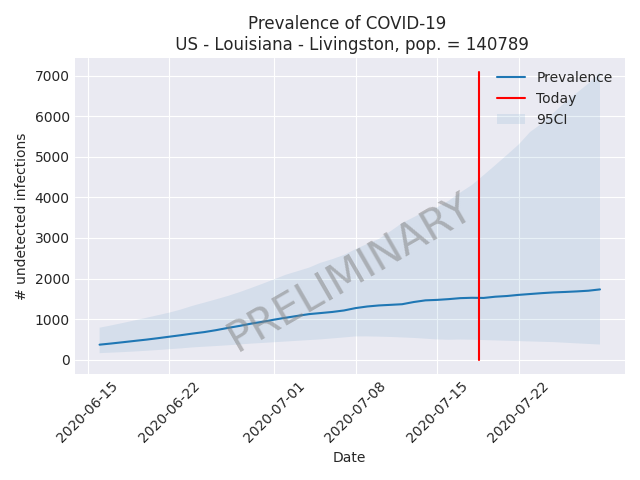 Prevalence of COVID-19
US - Louisiana - Livingston, pop. = 140789
Prevalence
Today
95CI
7000
6000
5000
4000
3000
2000
1000
0
# undetected infections
PRELIMINARY
2020-06-15
2020-06-22
2020-07-01
2020-07-08
2020-07-15
2020-07-22
Date